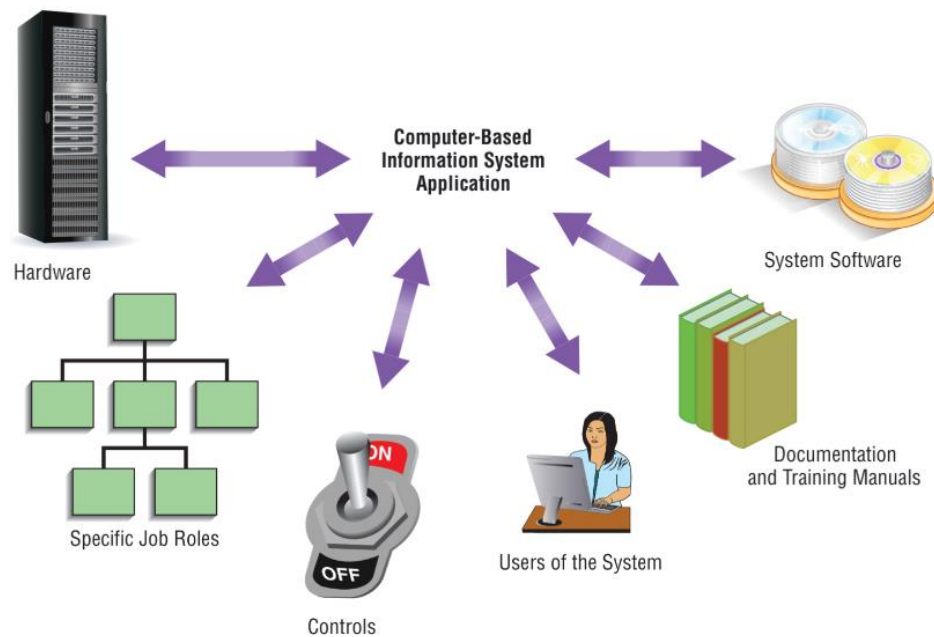 Computer-Based
Information System
Application
Hardware
System Software
Specific Job Roles
ON
OFF
Controls
Users of the System
Documentation
and Training Manuals